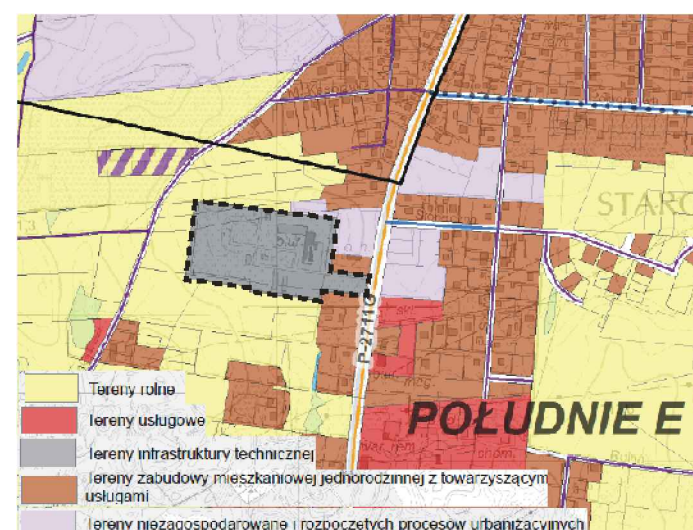 STARO
P-2711G
POŁUDNIE E
Tereny rolne
Tereny usługowe
Tereny infrastruktury technicznej
Tereny zabudowy mieszkaniowej jednorodzinnej z towarzyszącym
usługami
Tereny niezagospodarowane i rozpoczętych procesów urbanizacyjnych